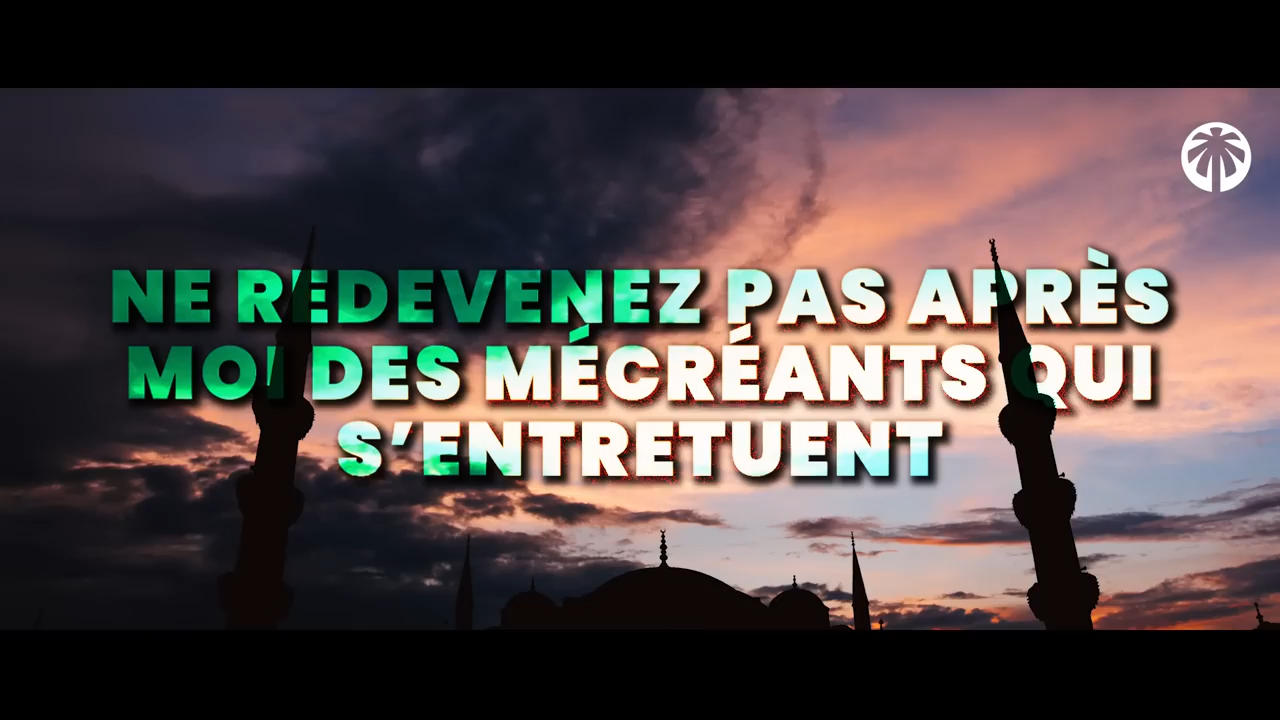 NE REDEVENEZ PAS APRÈS
MOI DES MÉCRÉANTS QUI
S’ENTRETUENT